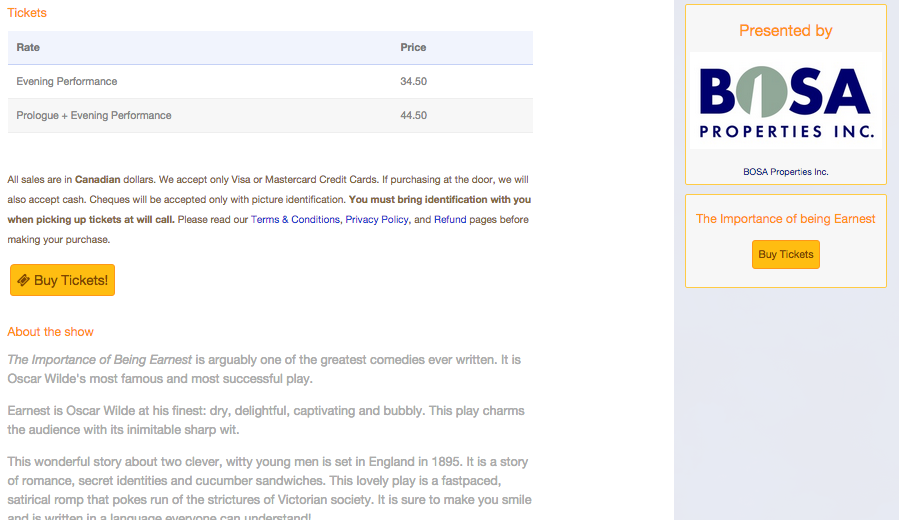 Tickets
Rate Price
Evening Performance 34.50
Prologue + Evening Performance 44.50
All sales are in Canadian dollars. We accept only Visa or Mastercard Credit Cards. If purchasing at the door, we will
also accept cash. Cheques will be accepted only with picture identification. You must bring identification with you
when picking up tickets at will call. Please read our Terms & Conditions, Privacy Policy, and Refund pages before
making your purchase.
Buy Tickets!
About the show
The Importance of Being Earnest is arguably one of the greatest comedies ever written. It is
Oscar Wilde's most famous and most successful play.
Earnest is Oscar Wilde at his finest: dry, delightful, captivating and bubbly. This play charms
the audience with its inimitable sharp wit.
This wonderful story about two clever, witty young men is set in England in 1895. It is a story
of romance, secret identities and cucumber sandwiches. This lovely play is a fastpaced,
satirical romp that pokes run of the strictures of Victorian society. It is sure to make you smile
and is written in a language everyone can understand!
Presented by
BOSA
PROPERTIES INC.
BOSA Properties Inc.
The Importance of being Earnest
Buy Tickets